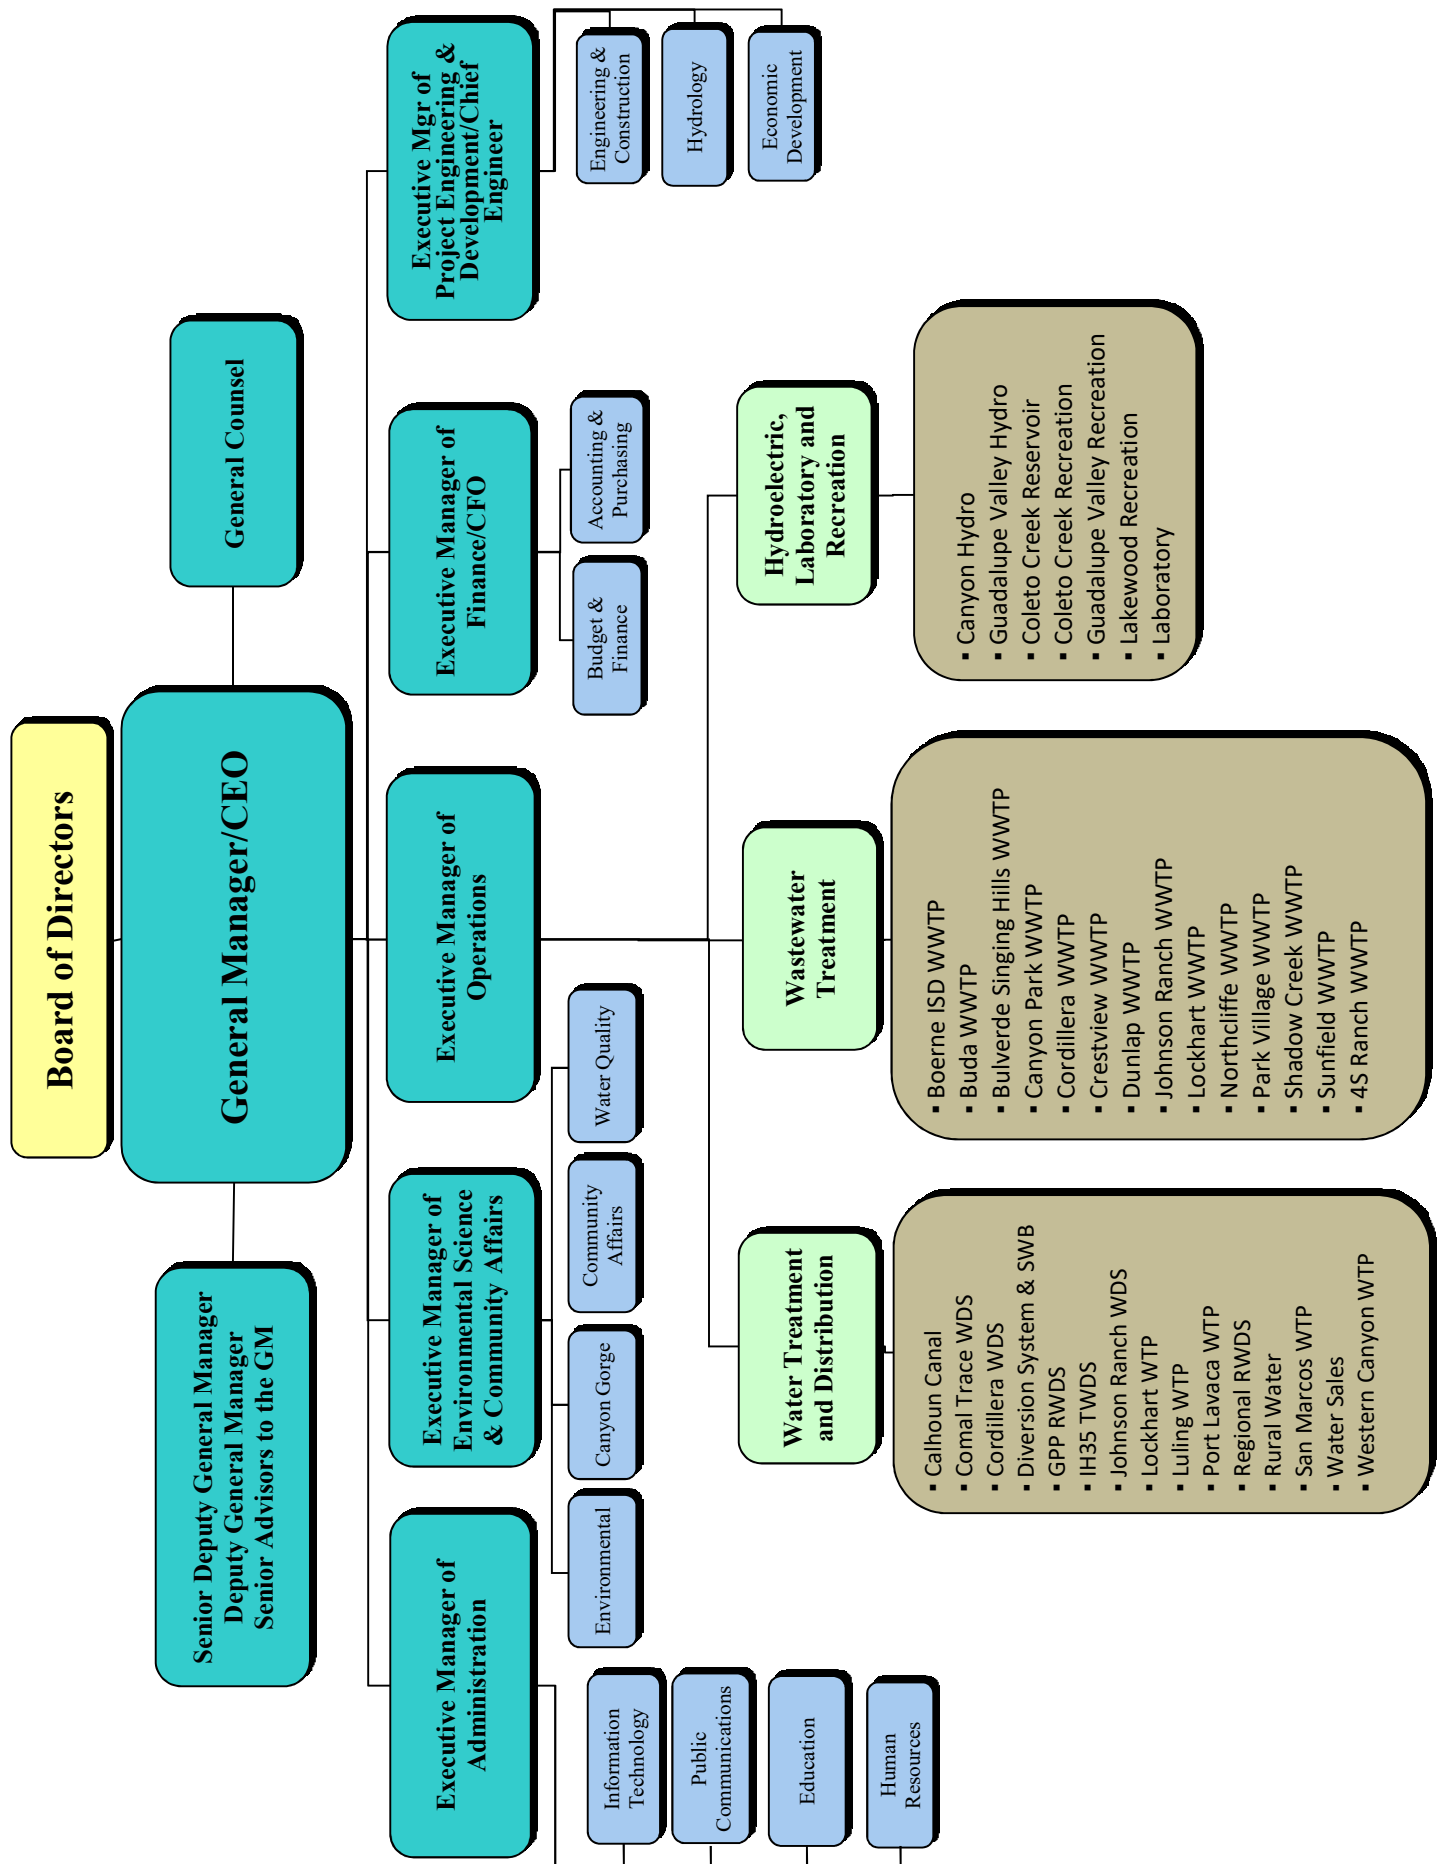 Board of Directors
General Manager/CEO
Senior Deputy General Manager
Deputy General Manager
Senior Advisors to the GM
General Counsel
Executive Manager of
Administration
Executive Manager of
Environmental Science
& Community Affairs
Executive Manager of
Operations
Executive Manager of
Finance/CFO
Executive Mgr of
Project Engineering &
Development/Chief
Engineer
Information
Technology
Public
Communications
Education
Human
Resources
Environmental
Canyon Gorge
Community
Affairs
Water Quality
Budget &
Finance
Accounting &
Purchasing
Engineering &
Construction
Hydrology
Economic
Development
Water Treatment
and Distribution
Wastewater
Treatment
Hydroelectric,
Laboratory and
Recreation
▪ Calhoun Canal
▪ Comal Trace WDS
▪ Cordillera WDS
▪ Diversion System & SWB
▪ GPP RWDS
▪ IH35 TWDS
▪ Johnson Ranch WDS
▪ Lockhart WTP
▪ Luling WTP
▪ Port Lavaca WTP
▪ Regional RWDS
▪ Rural Water
▪ San Marcos WTP
▪ Water Sales
▪ Western Canyon WTP
▪ Boerne ISD WWTP
▪ Buda WWTP
▪ Bulverde Singing Hills WWTP
▪ Canyon Park WWTP
▪ Cordillera WWTP
▪ Crestview WWTP
▪ Dunlap WWTP
▪ Johnson Ranch WWTP
▪ Lockhart WWTP
▪ Northcliffe WWTP
▪ Park Village WWTP
▪ Shadow Creek WWTP
▪ Sunfield WWTP
▪ 4S Ranch WWTP
▪ Canyon Hydro
▪ Guadalupe Valley Hydro
▪ Coleto Creek Reservoir
▪ Coleto Creek Recreation
▪ Guadalupe Valley Recreation
▪ Lakewood Recreation
▪ Laboratory